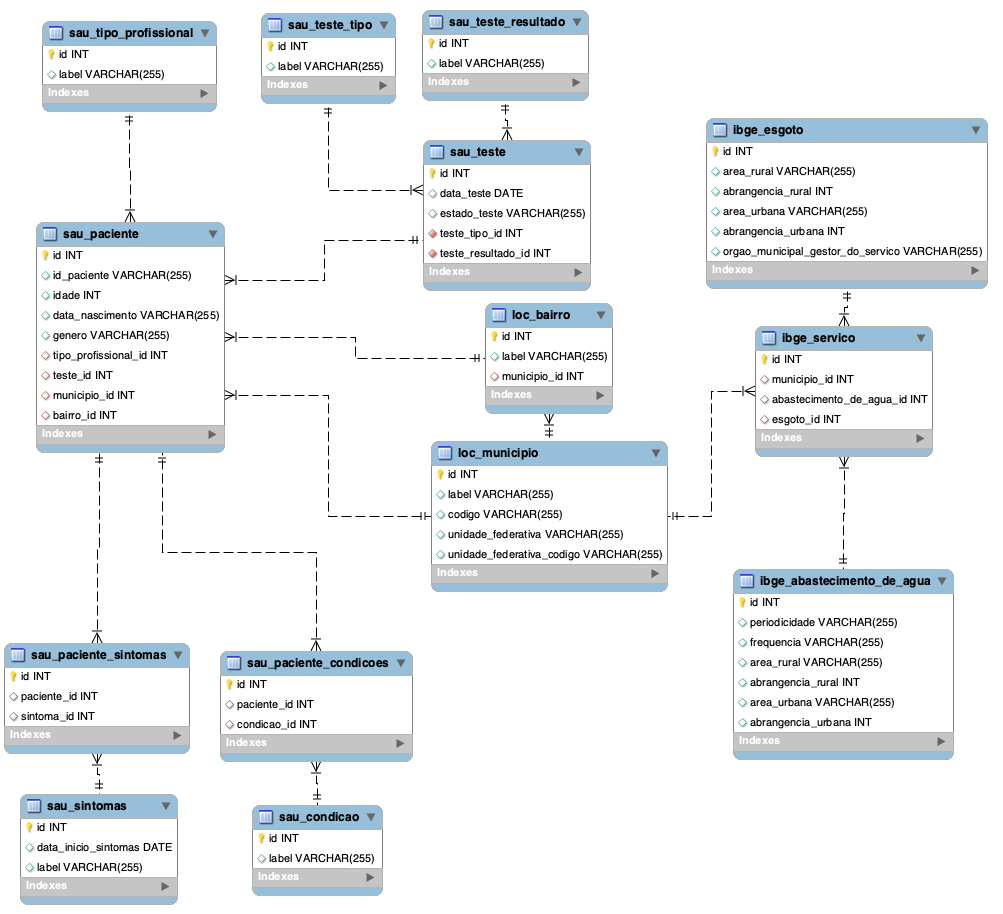 sau_tipo_profissional
id INT
label VARCHAR(255)
Indexes
sau_teste_tipo
id INT
label VARCHAR(255)
Indexes
sau_teste_resultado
id INT
label VARCHAR(255)
Indexes
sau_teste
id INT
data_teste DATE
estado_teste VARCHAR(255)
teste_tipo_id INT
teste_resultado_id INT
Indexes
ibge_esgoto
id INT
area_rural VARCHAR(255)
abrangencia_rural INT
area_urbana VARCHAR(255)
abrangencia_urbana INT
orgao_municipal_gestor_do_servico VARCHAR(255)
Indexes
sau_paciente
id INT
id_paciente VARCHAR(255)
idade INT
data_nascimento VARCHAR(255)
genero VARCHAR(255)
tipo_profissional_id INT
teste_id INT
municipio_id INT
bairro_id INT
Indexes
loc_bairro
id INT
label VARCHAR(255)
municipio_id INT
Indexes
ibge_servico
id INT
municipio_id INT
abastecimento_de_agua_id INT
esgoto_id INT
Indexes
loc_municipio
id INT
label VARCHAR(255)
codigo VARCHAR(255)
unidade_federativa VARCHAR(255)
unidade_federativa_codigo VARCHAR(255)
Indexes
ibge_abastecimento_de_agua
id INT
periodicidade VARCHAR(255)
frequencia VARCHAR(255)
area_rural VARCHAR(255)
abrangencia_rural INT
area_urbana VARCHAR(255)
abrangencia_urbana INT
Indexes
sau_paciente_sintomas
id INT
paciente_id INT
sintoma_id INT
Indexes
sau_paciente_condicoes
id INT
paciente_id INT
condicao_id INT
Indexes
sau_sintomas
id INT
data_inicio_sintomas DATE
label VARCHAR(255)
Indexes
sau_condicao
id INT
label VARCHAR(255)
Indexes